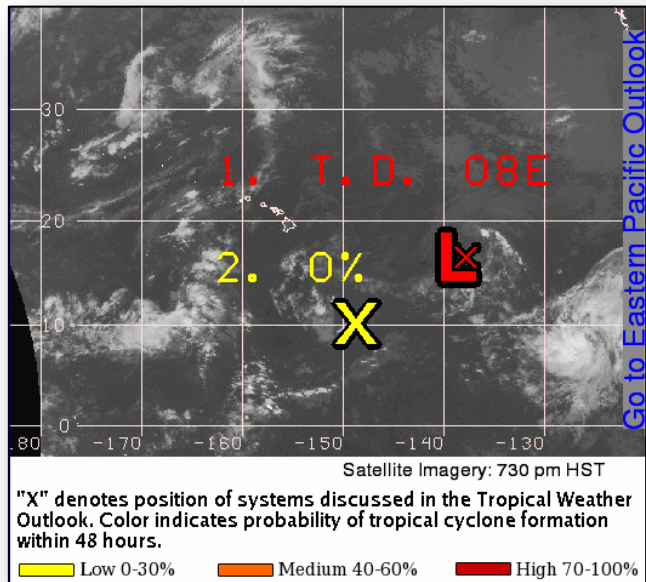 30
1. T.D. 08E
20
2. 0%
X
L
X
10
0
80 -170 -160 -150 -140 -130
Go to Eastern Pacific Outlook
Satellite Imagery: 730 pm HST
"X" denotes position of systems discussed in the Tropical Weather
Outlook. Color indicates probability of tropical cyclone formation
within 48 hours.
Low 0-30% Medium 40-60% High 70-100%